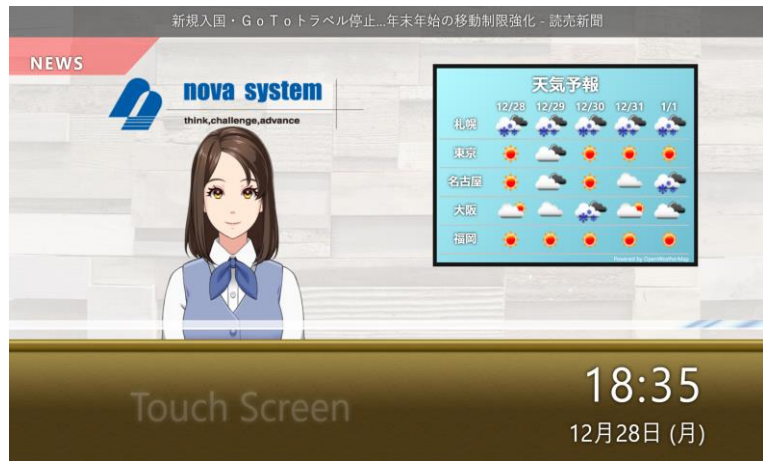 新規入国・ＧｏＴｏトラベル停止...年末年始の移動制限強化 - 読売新聞
NEWS
nova system
think,challenge,advance
天気予報
12/28 12/29 12/30 12/31 1/1
札幌
東京
名古屋
大阪
福岡
Powered by OpenWeatherMap
Touch Screen
18:35
12月28日 (月)